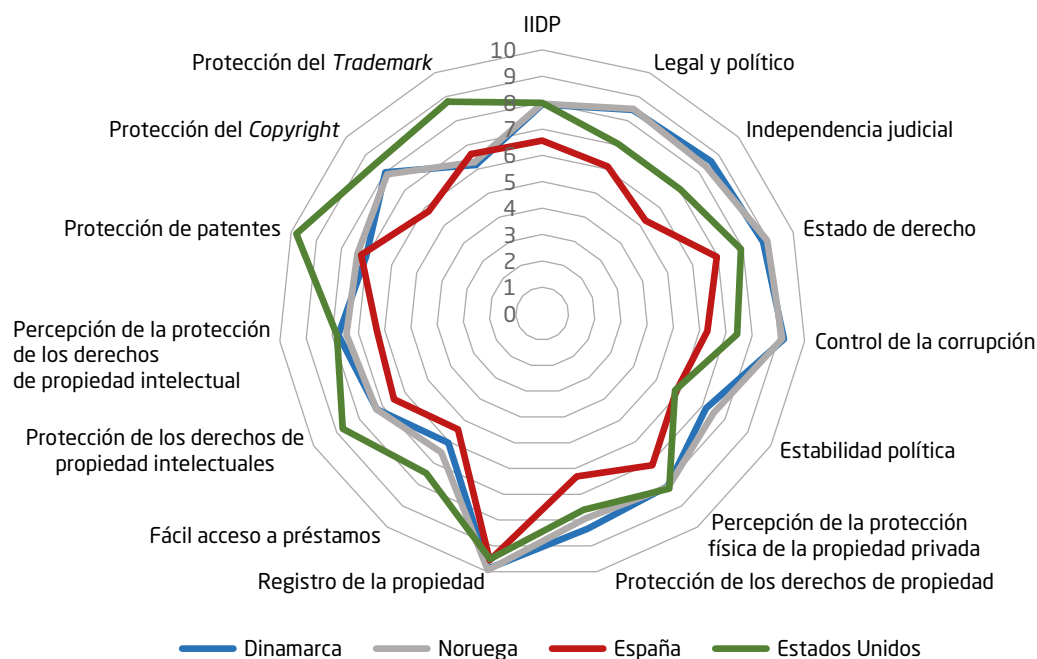 IIDP
Legal y político
Independencia judicial
Estado de derecho
Control de la corrupción
Estabilidad política
Percepción de la protección
física de la propiedad privada
Protección de los derechos de propiedad
Registro de la propiedad
Fácil acceso a préstamos
Protección de los derechos de
propiedad intelectuales
Percepción de la protección
de los derechos
de propiedad intelectual
Protección de patentes
Protección del Copyright
Protección del Trademark
10
9
8
7
6
5
4
3
2
1
0
Dinamarca
Noruega
España
Estados Unidos